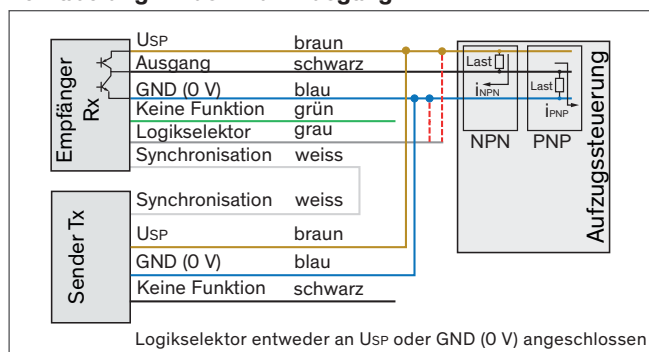 Empfänger Rx
USP braun
Ausgang schwarz
GND (0 V) blau
Keine Funktion grün
Logikselektor grau
Synchronisation weiss
Sender Tx
Synchronisation weiss
USP braun
GND (0 V) blau
Keine Funktion schwarz
Last
iNPN
NPN
Last
iPNP
PNP
Aufzugssteuerung
Logikselektor entweder an USP oder GND (0 V) angeschlossen